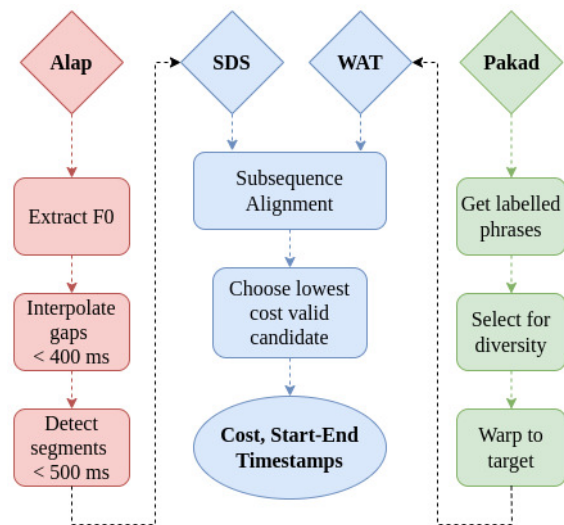 Alap
Extract F0
Interpolate
gaps
< 400 ms
Detect
segments
< 500 ms
SDS
WAT
Subsequence
Alignment
Choose lowest
cost valid
candidate
Cost, Start-End
Timestamps
Pakad
Get labelled
phrases
Select for
diversity
Warp to
target